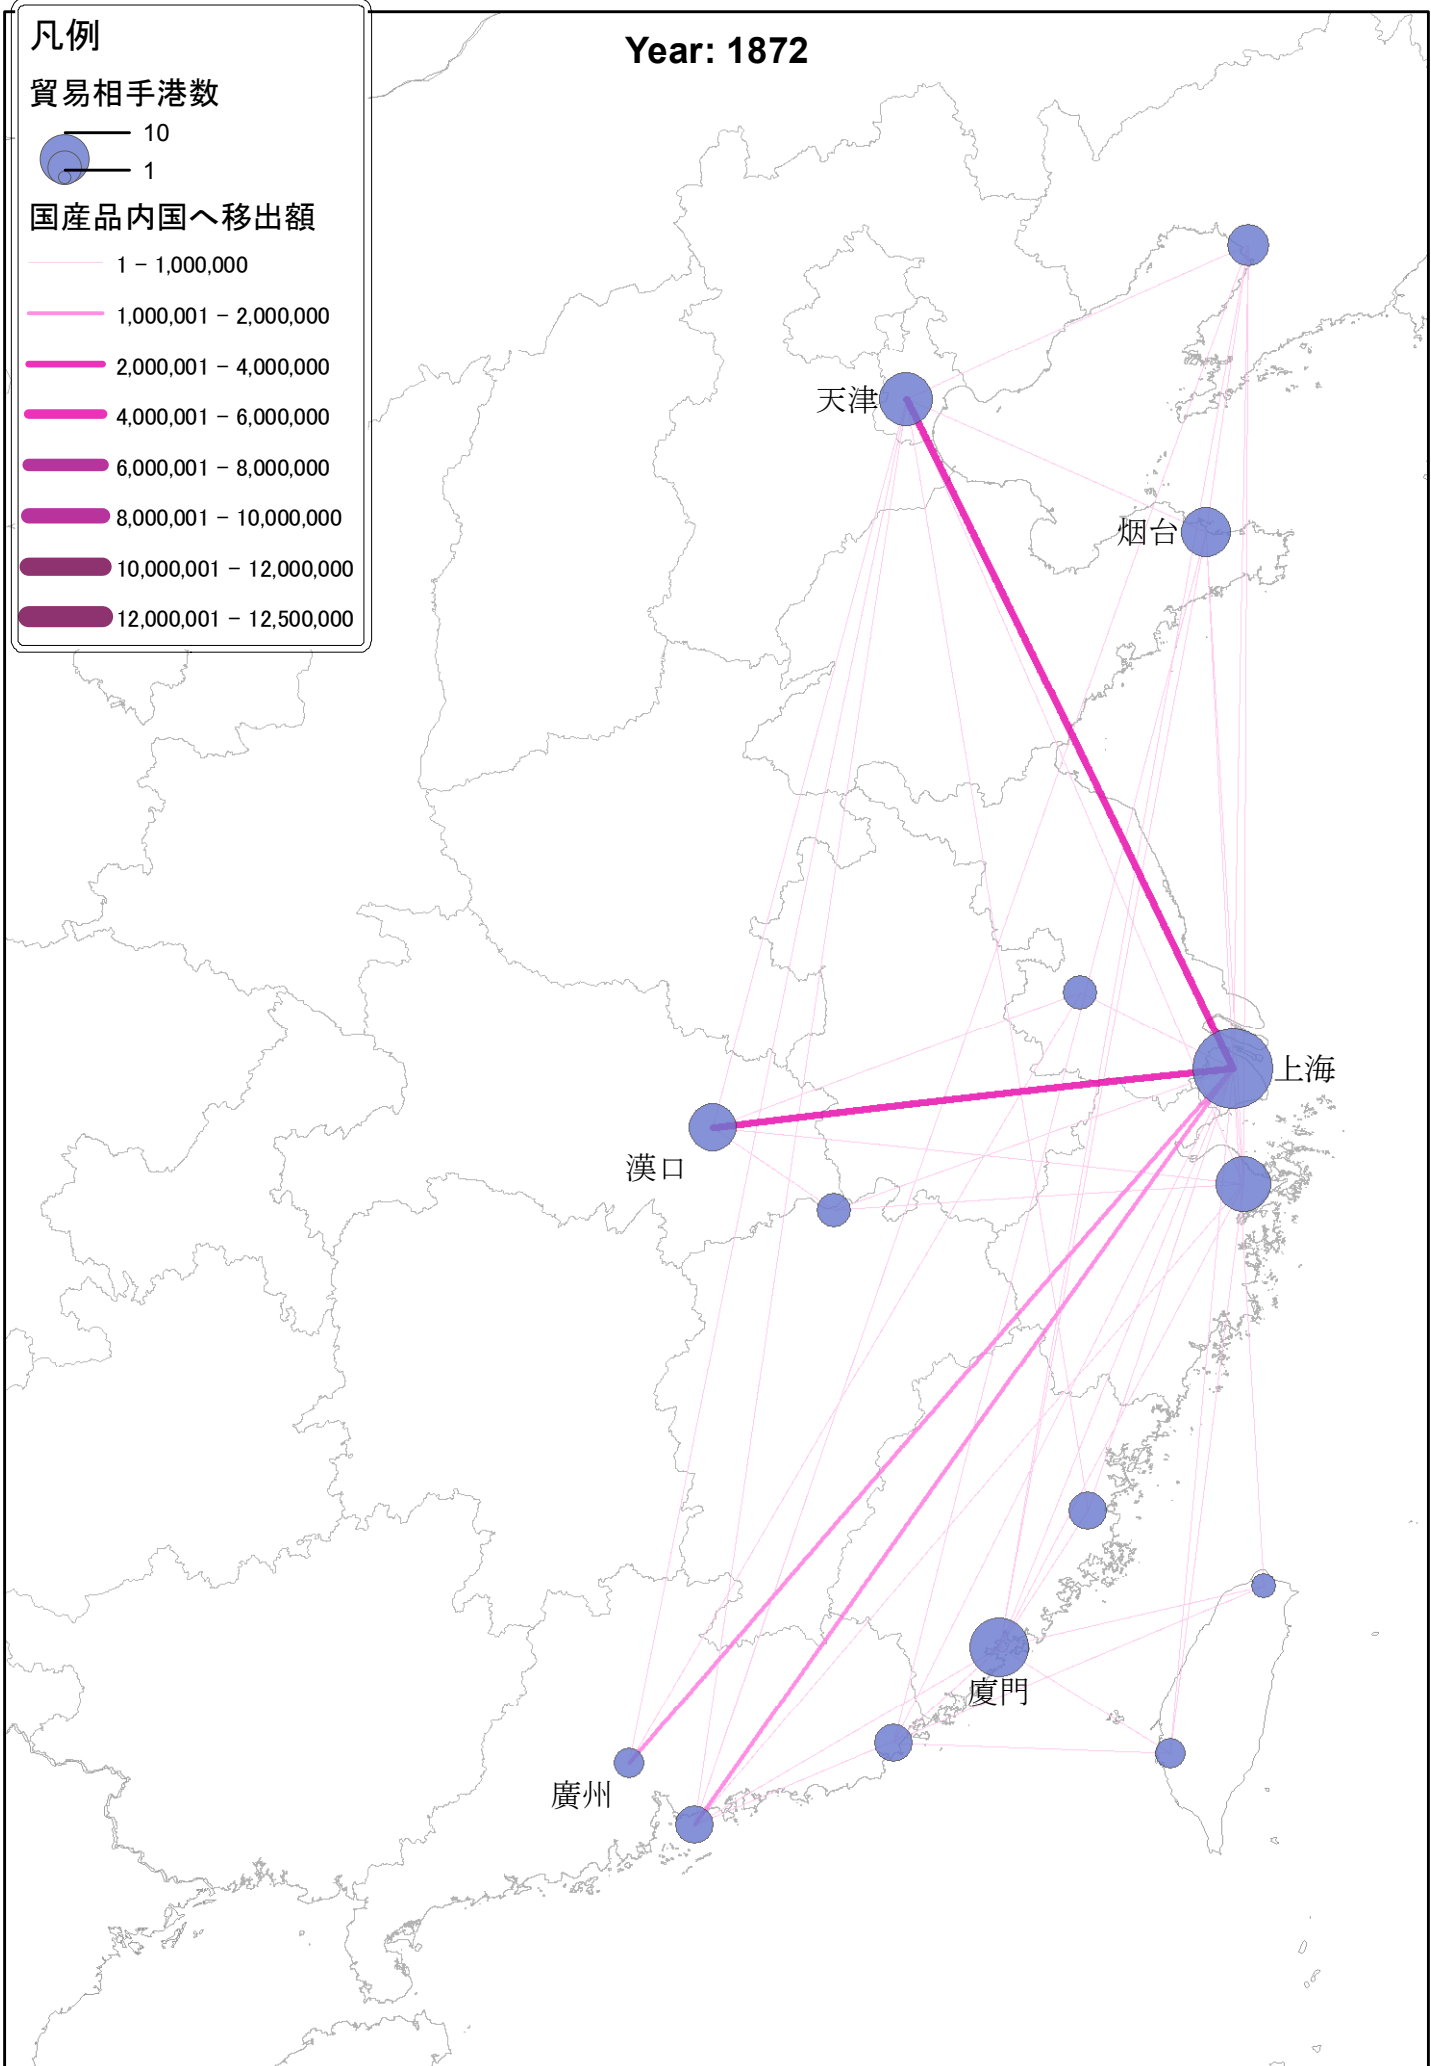 凡例
Year: 1872
貿易相手港数
10
1
国産品内国へ移出額
1 - 1,000,000
1,000,001 - 2,000,000
2,000,001 - 4,000,000
4,000,001 - 6,000,000
6,000,001 - 8,000,000
8,000,001 - 10,000,000
10,000,001 - 12,000,000
12,000,001 - 12,500,000
天津
烟台
上海
漢口
廈門
廣州